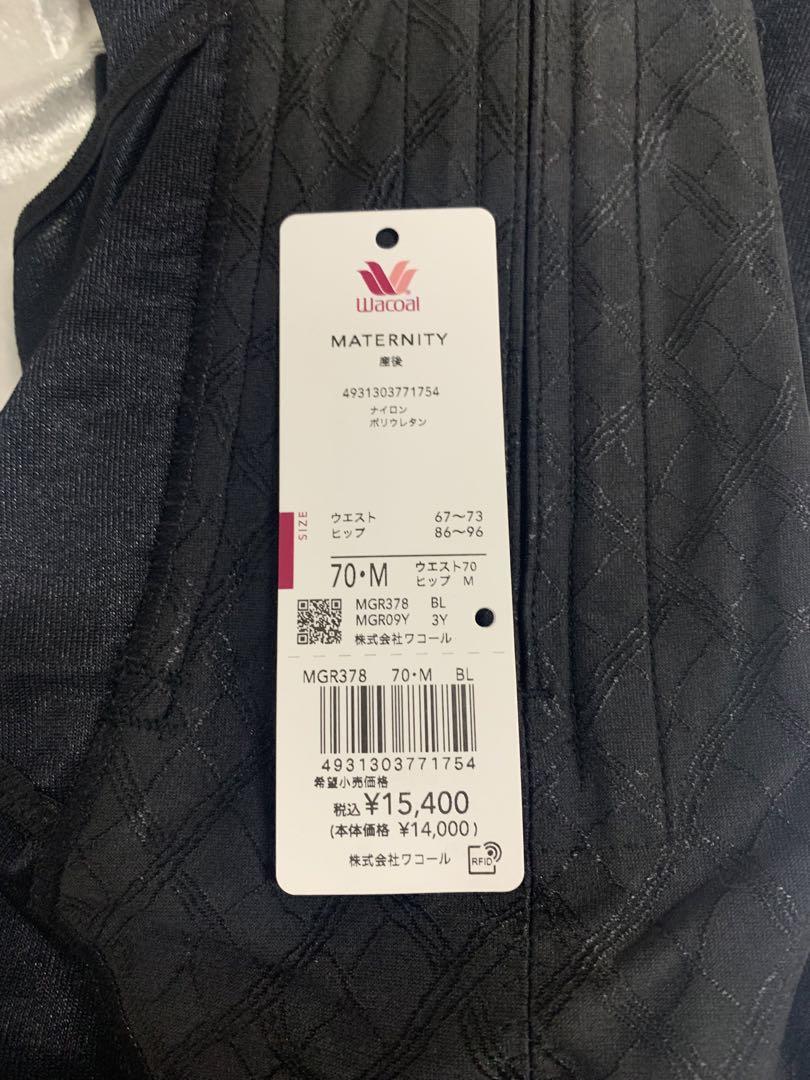 Wacoal
MATERNITY
産後
4931303771754
ナイロン
ポリウレタン
SIZE
ウエスト 67～73
ヒップ 86～96
70・M ウエスト70
ヒップ M
MGR378 BL
MGR09Y 3Y
株式会社ワコール
MGR378 70・M BL
4931303771754
希望小売価格
税込 ¥15,400
(本体価格 ¥14,000)
株式会社ワコール
RFID